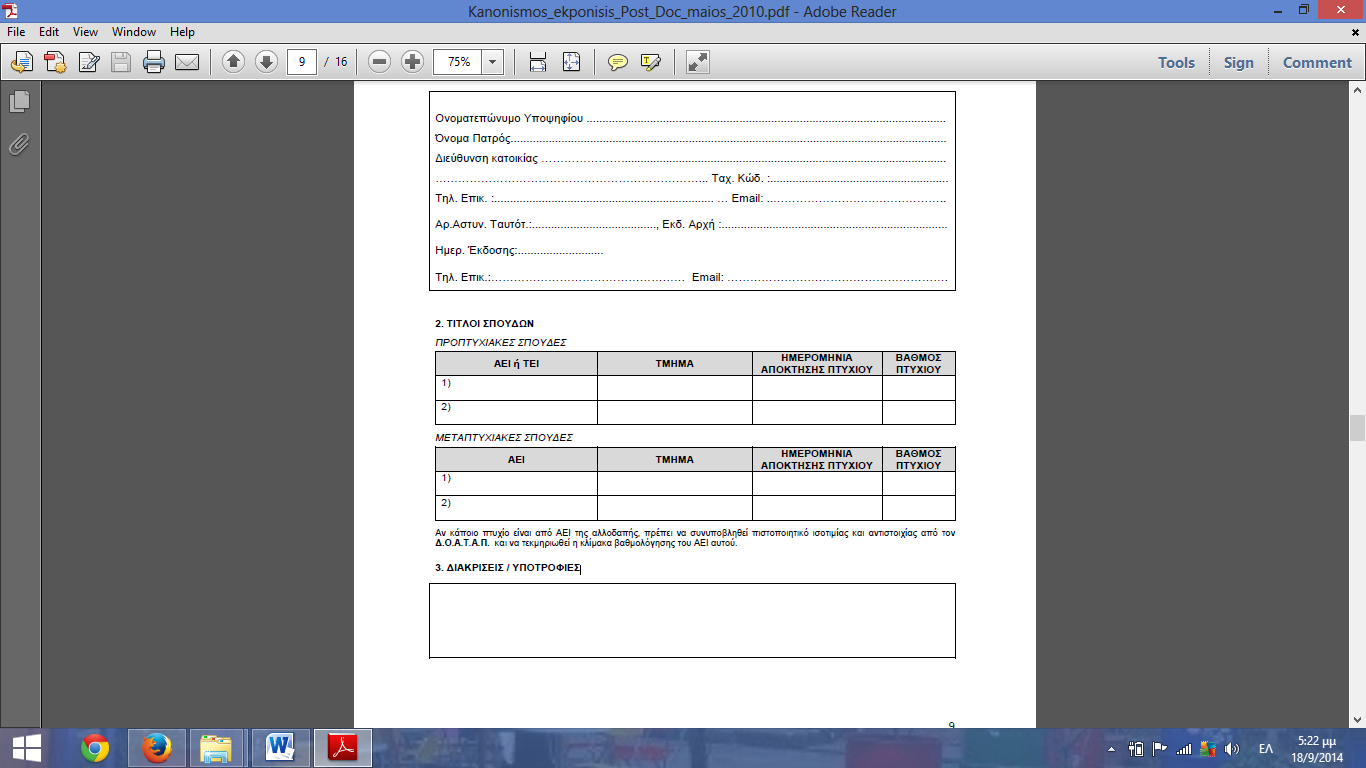 Kanonismos_ekponisis_Post_Doc_maios_2010.pdf - Adobe Reader
File Edit View Window Help
9 / 16 75% Tools Sign Comment
Ονοματεπώνυμο Υποψηφίου ................................................................................................................
Όνομα Πατρός........................................................................................................................................
Διεύθυνση κατοικίας …………………......................................................................................................
…………………………………………………………….. Ταχ. Κώδ. :........................................................
Τηλ. Επικ. :..................................................................... … Email: ………………………………………..
Αρ.Αστυν. Ταυτότ.:......................................., Εκδ. Αρχή :.......................................................................
Ημερ. Έκδοσης:...........................
Τηλ. Επικ.:…………………………………………… Email: ………………………………………………….
2. ΤΙΤΛΟΙ ΣΠΟΥΔΩΝ
ΠΡΟΠΤΥΧΙΑΚΕΣ ΣΠΟΥΔΕΣ
ΑΕΙ ή ΤΕΙ ΤΜΗΜΑ ΗΜΕΡΟΜΗΝΙΑ ΑΠΟΚΤΗΣΗΣ ΠΤΥΧΙΟΥ ΒΑΘΜΟΣ ΠΤΥΧΙΟΥ
1)
2)
ΜΕΤΑΠΤΥΧΙΑΚΕΣ ΣΠΟΥΔΕΣ
ΑΕΙ ΤΜΗΜΑ ΗΜΕΡΟΜΗΝΙΑ ΑΠΟΚΤΗΣΗΣ ΠΤΥΧΙΟΥ ΒΑΘΜΟΣ ΠΤΥΧΙΟΥ
1)
2)
Αν κάποιο πτυχίο είναι από ΑΕΙ της αλλοδαπής, πρέπει να συνυποβληθεί πιστοποιητικό ισοτιμίας και αντιστοιχίας από τον
Δ.Ο.Α.Τ.Α.Π. και να τεκμηριωθεί η κλίμακα βαθμολόγησης του ΑΕΙ αυτού.
3. ΔΙΑΚΡΙΣΕΙΣ / ΥΠΟΤΡΟΦΙΕΣ
9
ΕΛ 5:22 μμ
18/9/2014